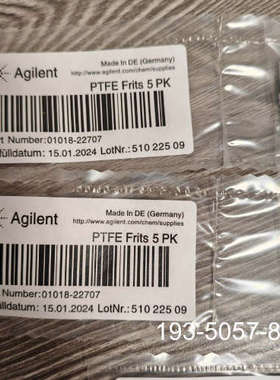 Agilent
Made In DE (Germany)
http://www.agilent.com/chem/supplies
PTFE Frits 5 PK
Number:01018-22707
fülldatum: 15.01.2024 LotNr.: 510 225 09
Agilent
Made In DE (Germany)
http://www.agilent.com/chem/supplies
PTFE Frits 5 PK
Number:01018-22707
lldatum: 15.01.2024 LotNr.: 510 225 09
193-5057-8